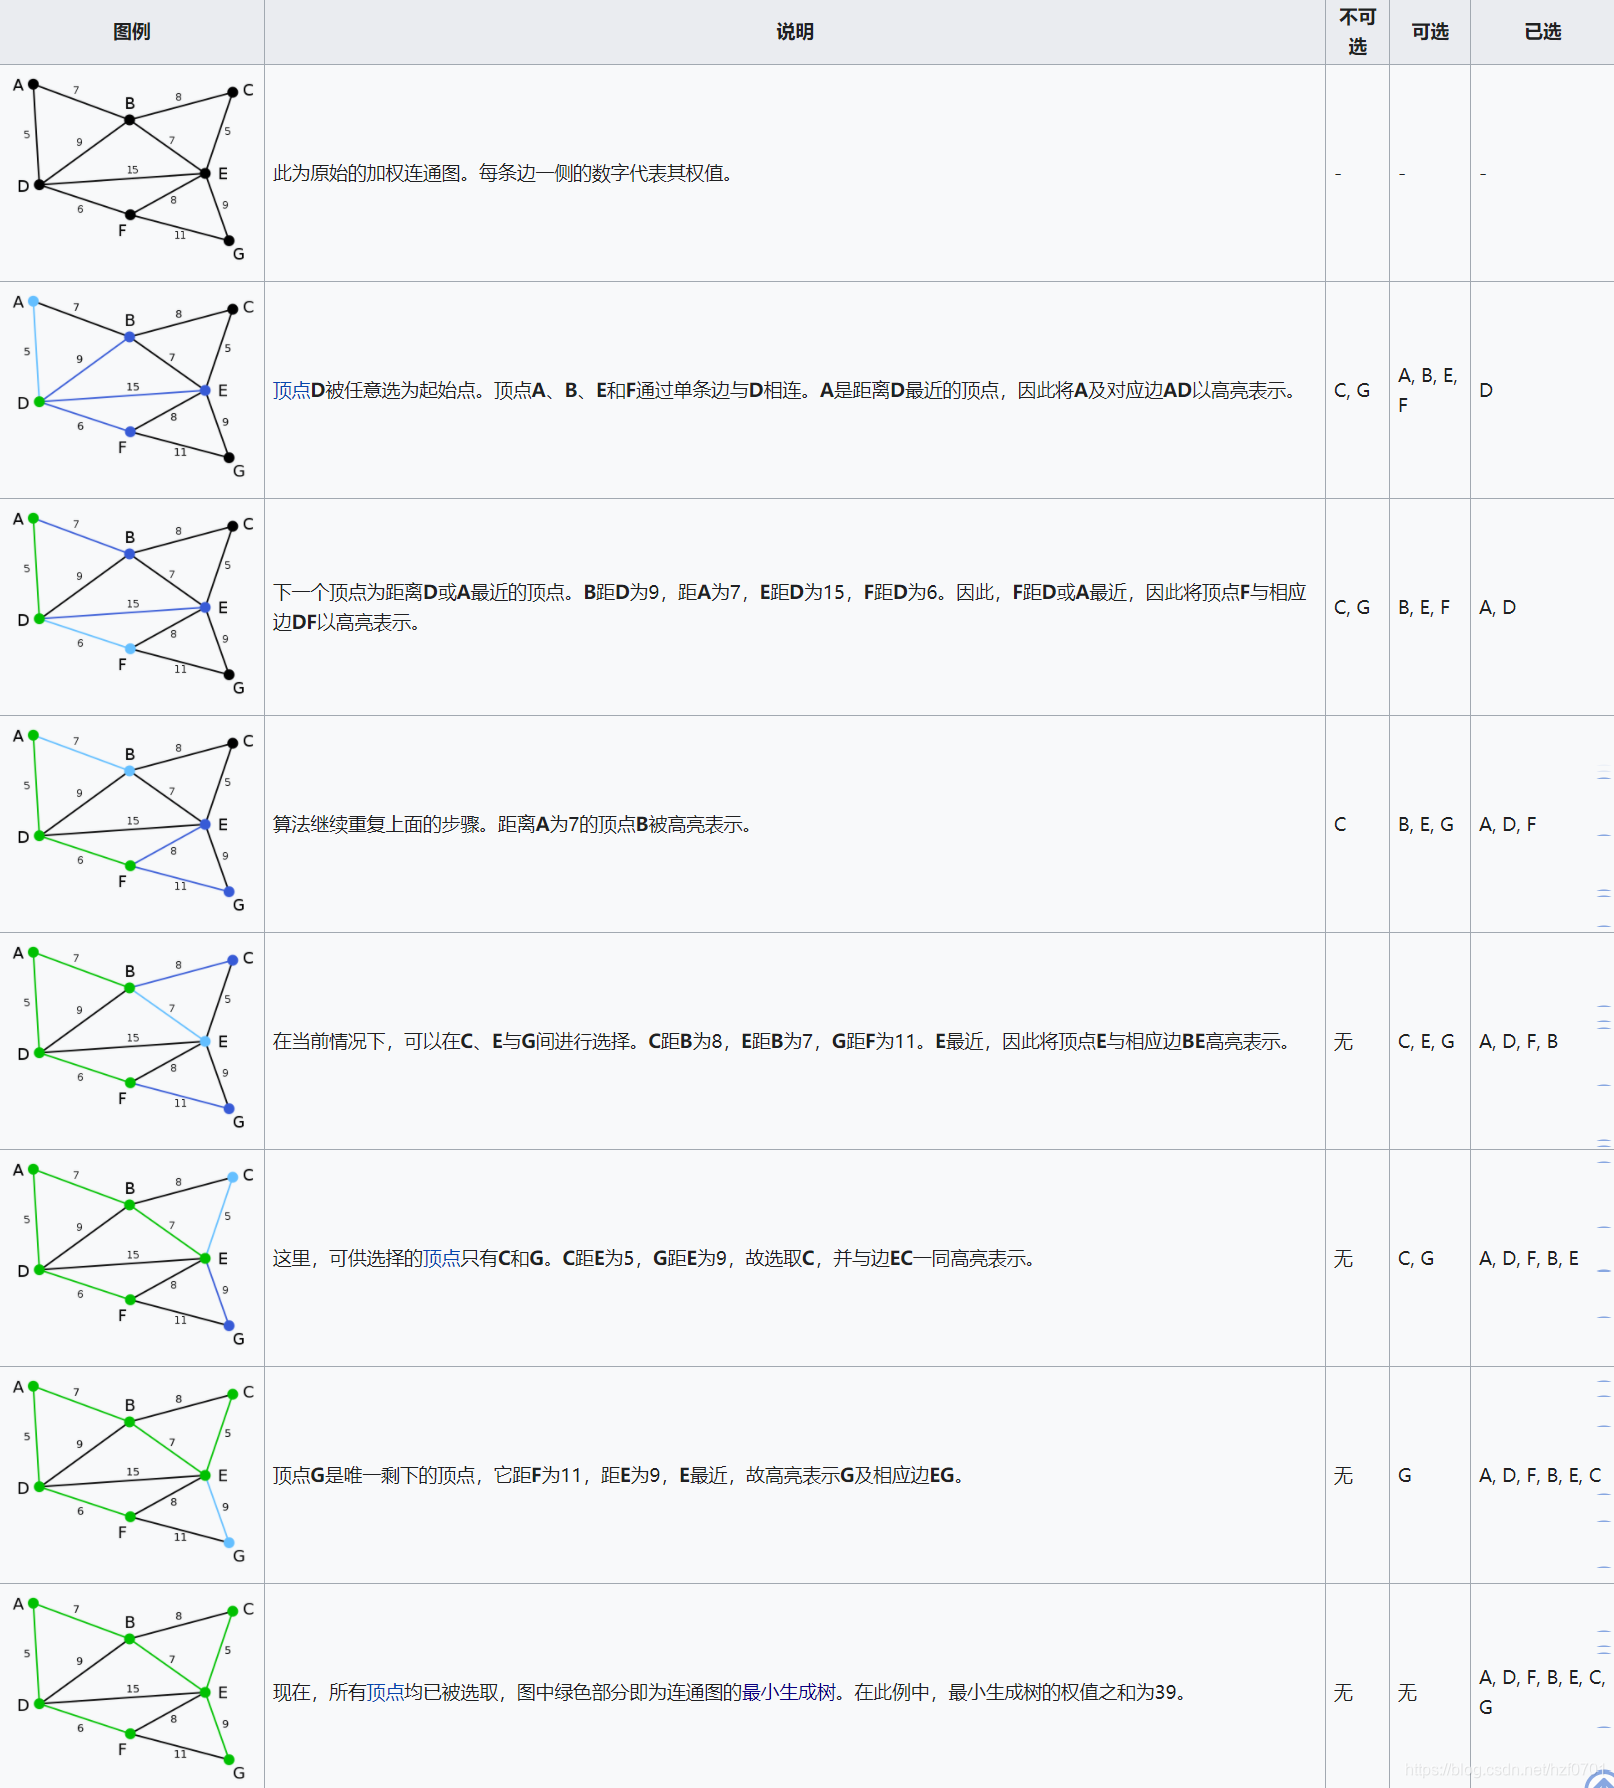 图例 说明 不可选 可选 已选
A 7 B 8 C 5 9 7 5 15 E D 6 8 9 F 11 G
此为原始的加权连通图。每条边一侧的数字代表其权值。
- - -
A 7 B 8 C 5 9 7 5 15 E D 6 8 9 F 11 G
顶点D被任意选为起始点。顶点A、B、E和F通过单条边与D相连。A是距离D最近的顶点，因此将A及对应边AD以高亮表示。
C, G
A, B, E,
F
D
A 7 B 8 C 5 9 7 5 15 E D 6 8 9 F 11 G
下一个顶点为距离D或A最近的顶点。B距D为9，距A为7，E距D为15，F距D为6。因此，F距D或A最近，因此将顶点F与相应
边DF以高亮表示。
C, G
B, E, F
A, D
A 7 B 8 C 5 9 7 5 15 E D 6 8 9 F 11 G
算法继续重复上面的步骤。距离A为7的顶点B被高亮表示。
C
B, E, G
A, D, F
A 7 B 8 C 5 9 7 5 15 E D 6 8 9 F 11 G
在当前情况下，可以在C、E与G间进行选择。C距B为8，E距B为7，G距F为11。E最近，因此将顶点E与相应边BE高亮表示。
无
C, E, G
A, D, F, B
A 7 B 8 C 5 9 7 5 15 E D 6 8 9 F 11 G
这里，可供选择的顶点只有C和G。C距E为5，G距E为9，故选取C，并与边EC一同高亮表示。
无
C, G
A, D, F, B, E
A 7 B 8 C 5 9 7 5 15 E D 6 8 9 F 11 G
顶点G是唯一剩下的顶点，它距F为11，距E为9，E最近，故高亮表示G及相应边EG。
无
G
A, D, F, B, E, C
A 7 B 8 C 5 9 7 5 15 E D 6 8 9 F 11 G
现在，所有顶点均已被选取，图中绿色部分即为连通图的最小生成树。在此例中，最小生成树的权值之和为39。
无
无
A, D, F, B, E, C,
G